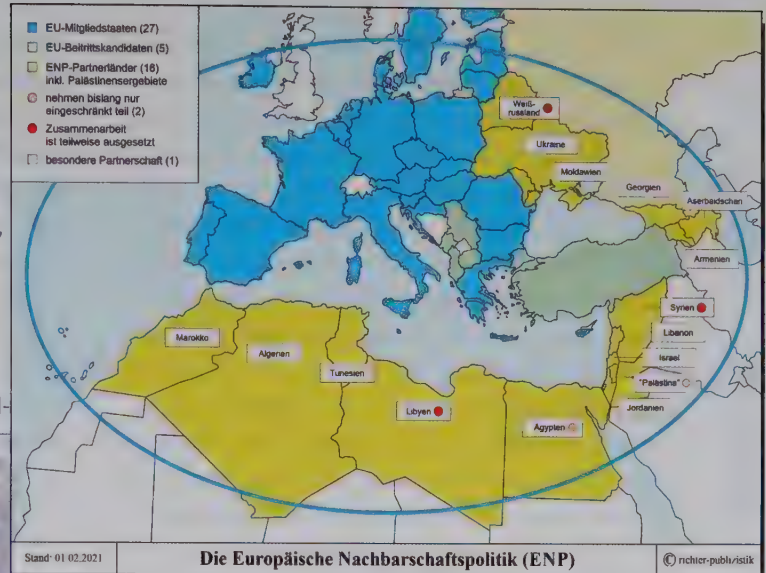 EU-Mitgliedstaaten (27)
EU-Beitrittskandidaten (5)
ENP-Partnerländer (16)
inkl. Palästinensergebiete
nehmen bislang nur
eingeschränkt teil (2)
Zusammenarbeit
ist teilweise ausgesetzt
besondere Partnerschaft (1)
Weiß-
russland
Ukraine
Moldawien
Georgien
Aserbaidschan
Armenien
Syrien
Libanon
Israel
"Palästina"
Jordanien
Marokko
Algerien
Tunesien
Libyen
Ägypten
Stand: 01.02.2021
Die Europäische Nachbarschaftspolitik (ENP)
© richter-publizistik